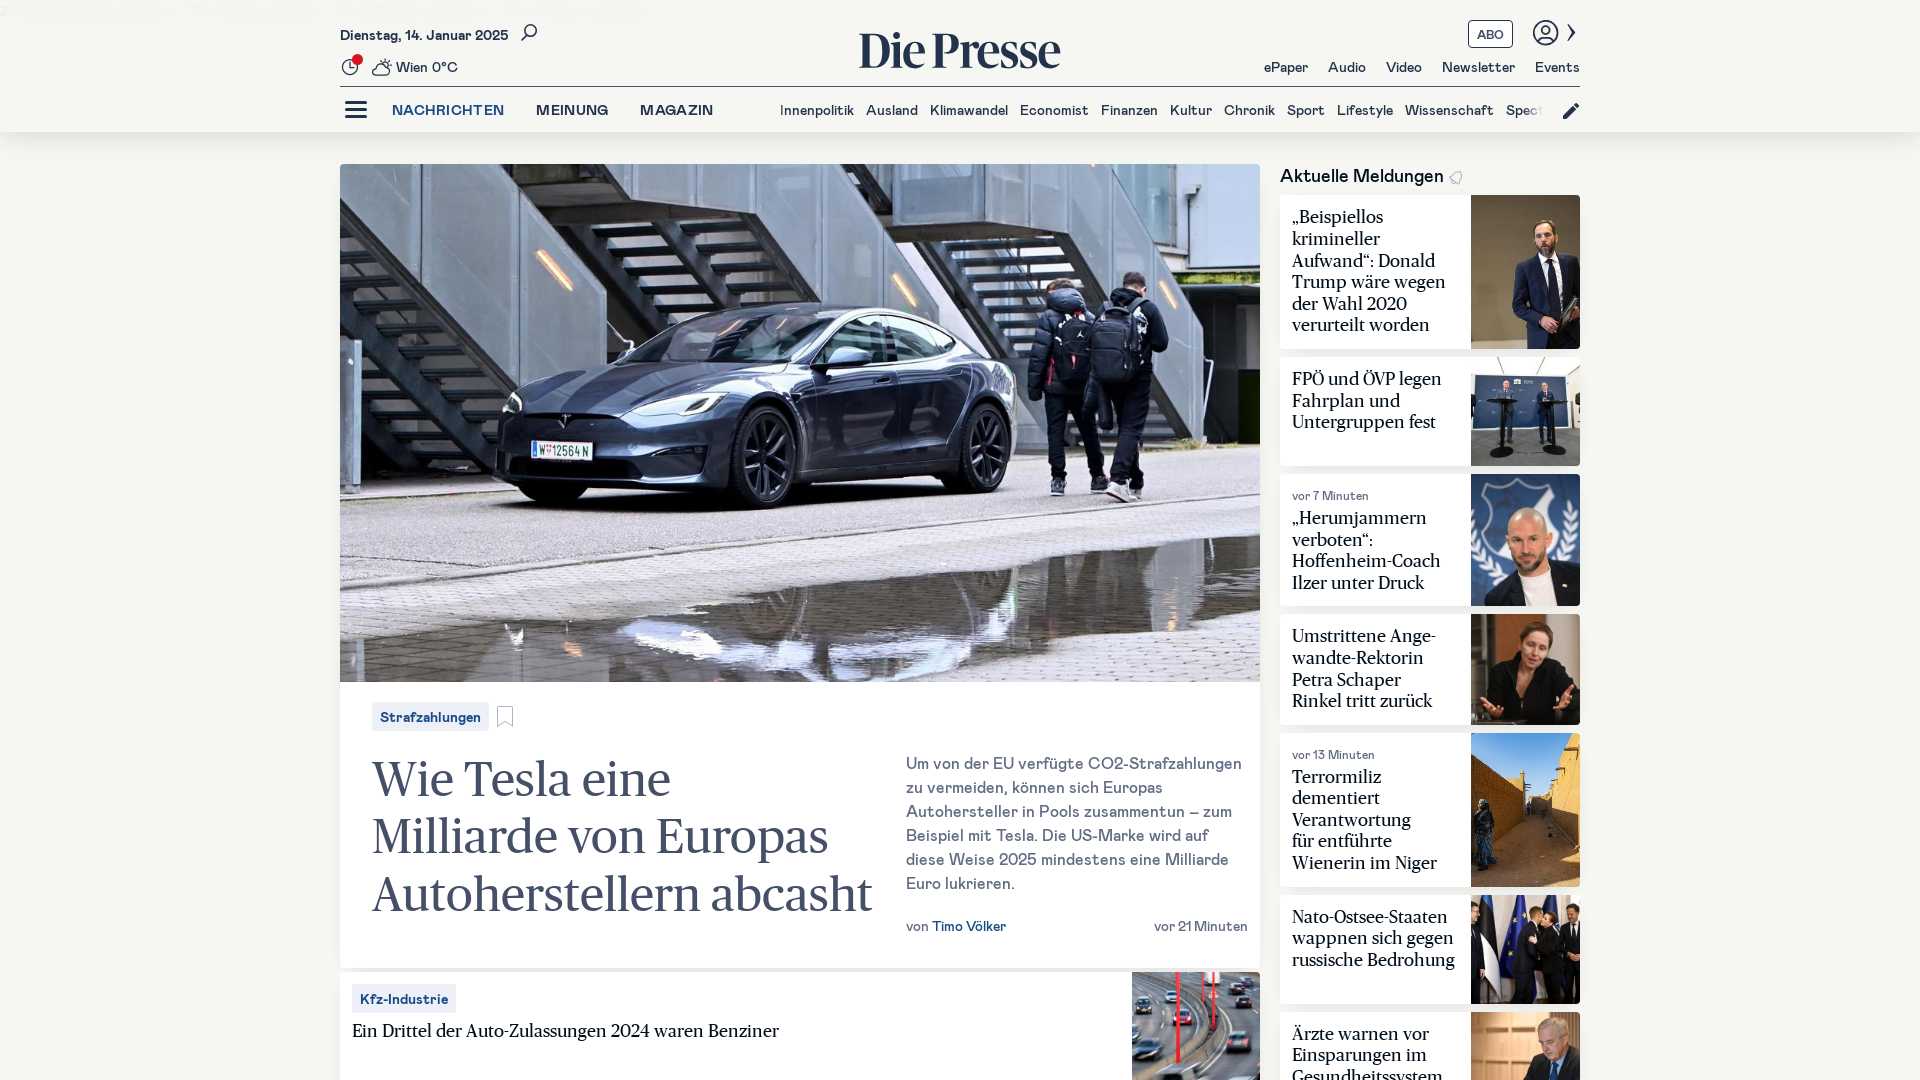 Dienstag, 14. Januar 2025
Wien 0°C
Die Presse
ABO
ePaper Audio Video Newsletter Events
NACHRICHTEN MEINUNG MAGAZIN
Innenpolitik Ausland Klimawandel Economist Finanzen Kultur Chronik Sport Lifestyle Wissenschaft Spect
W 12564 N
Strafzahlungen
Wie Tesla eine
Milliarde von Europas
Autoherstellern abcasht
Um von der EU verfügte CO2-Strafzahlungen
zu vermeiden, können sich Europas
Autohersteller in Pools zusammentun – zum
Beispiel mit Tesla. Die US-Marke wird auf
diese Weise 2025 mindestens eine Milliarde
Euro lukrieren.
von Timo Völker
vor 21 Minuten
Kfz-Industrie
Ein Drittel der Auto-Zulassungen 2024 waren Benziner
Aktuelle Meldungen
„Beispiellos
krimineller
Aufwand“: Donald
Trump wäre wegen
der Wahl 2020
verurteilt worden
FPÖ und ÖVP legen
Fahrplan und
Untergruppen fest
vor 7 Minuten
„Herumjammern
verboten“:
Hoffenheim-Coach
Ilzer unter Druck
Umstrittene Ange-
wandte-Rektorin
Petra Schaper
Rinkel tritt zurück
vor 13 Minuten
Terrormiliz
dementiert
Verantwortung
für entführte
Wienerin im Niger
Nato-Ostsee-Staaten
wappnen sich gegen
russische Bedrohung
Ärzte warnen vor
Einsparungen im
Gesundheitssystem